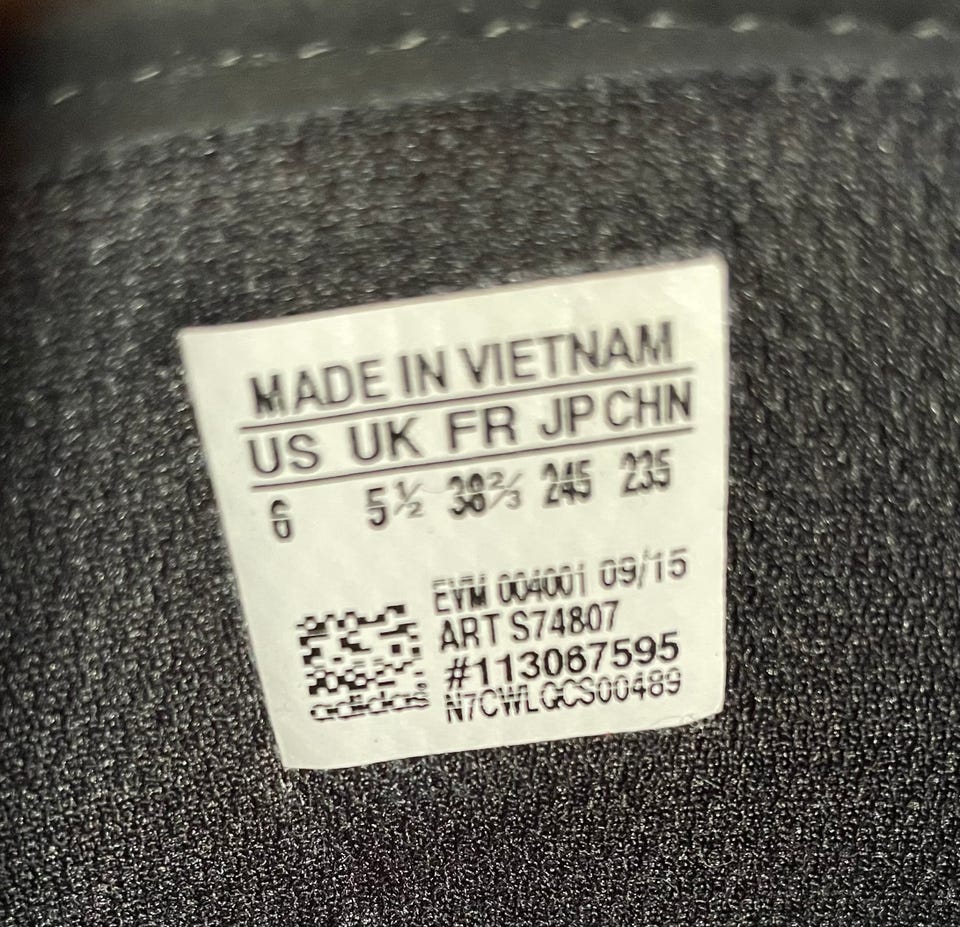 MADE IN VIETNAM
US UK FR JP CHN
6 5½ 38⅔ 245 235
EVM 004001 09/15
ART S74807
#113067595
adidas N7CWLQCS00489